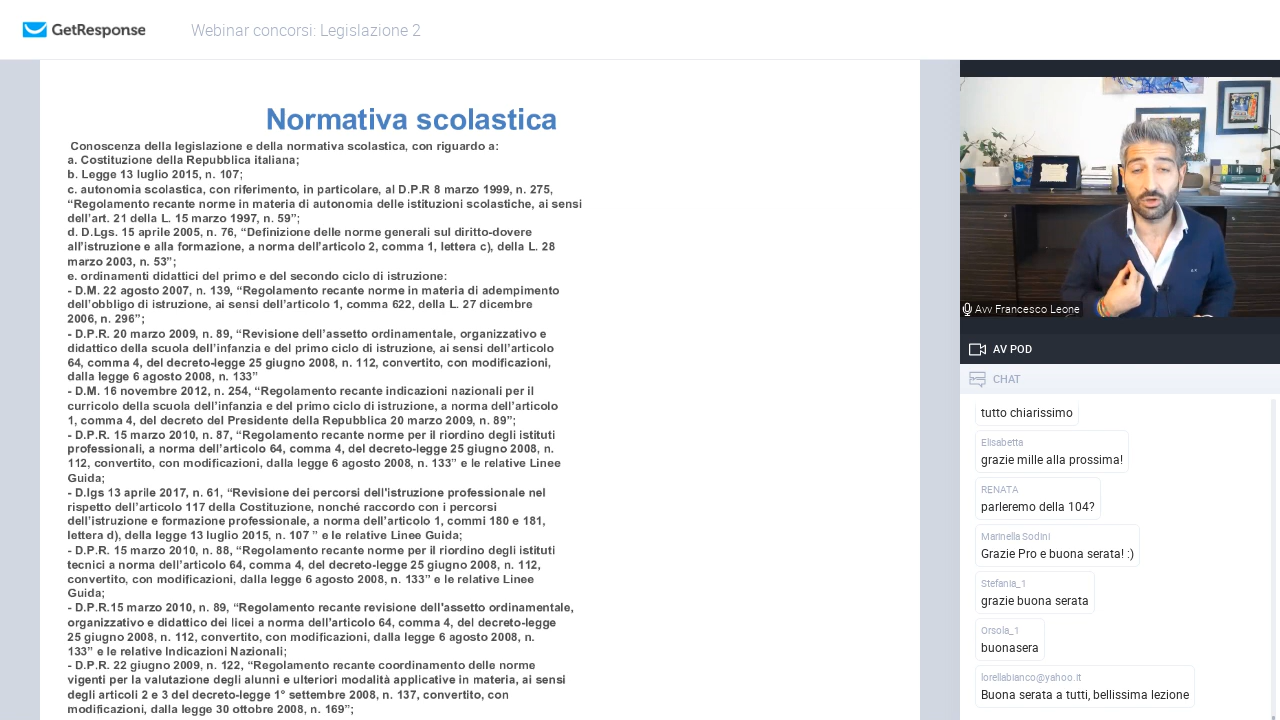 GetResponse
Webinar concorsi: Legislazione 2
Normativa scolastica
Conoscenza della legislazione e della normativa scolastica, con riguardo a:
a. Costituzione della Repubblica italiana;
b. Legge 13 luglio 2015, n. 107;
c. autonomia scolastica, con riferimento, in particolare, al D.P.R 8 marzo 1999, n. 275,
“Regolamento recante norme in materia di autonomia delle istituzioni scolastiche, ai sensi
dell’art. 21 della L. 15 marzo 1997, n. 59”;
d. D.Lgs. 15 aprile 2005, n. 76, “Definizione delle norme generali sul diritto-dovere
all’istruzione e alla formazione, a norma dell’articolo 2, comma 1, lettera c), della L. 28
marzo 2003, n. 53”;
e. ordinamenti didattici del primo e del secondo ciclo di istruzione:
- D.M. 22 agosto 2007, n. 139, “Regolamento recante norme in materia di adempimento
dell’obbligo di istruzione, ai sensi dell’articolo 1, comma 622, della L. 27 dicembre
2006, n. 296”;
- D.P.R. 20 marzo 2009, n. 89, “Revisione dell’assetto ordinamentale, organizzativo e
didattico della scuola dell’infanzia e del primo ciclo di istruzione, ai sensi dell’articolo
64, comma 4, del decreto-legge 25 giugno 2008, n. 112, convertito, con modificazioni,
dalla legge 6 agosto 2008, n. 133”
- D.M. 16 novembre 2012, n. 254, “Regolamento recante indicazioni nazionali per il
curricolo della scuola dell’infanzia e del primo ciclo di istruzione, a norma dell’articolo
1, comma 4, del decreto del Presidente della Repubblica 20 marzo 2009, n. 89”;
- D.P.R. 15 marzo 2010, n. 87, “Regolamento recante norme per il riordino degli istituti
professionali, a norma dell’articolo 64, comma 4, del decreto-legge 25 giugno 2008, n.
112, convertito, con modificazioni, dalla legge 6 agosto 2008, n. 133” e le relative Linee
Guida;
- D.lgs 13 aprile 2017, n. 61, “Revisione dei percorsi dell'istruzione professionale nel
rispetto dell’articolo 117 della Costituzione, nonché raccordo con i percorsi
dell’istruzione e formazione professionale, a norma dell’articolo 1, commi 180 e 181,
lettera d), della legge 13 luglio 2015, n. 107 ” e le relative Linee Guida;
- D.P.R. 15 marzo 2010, n. 88, “Regolamento recante norme per il riordino degli istituti
tecnici a norma dell’articolo 64, comma 4, del decreto-legge 25 giugno 2008, n. 112,
convertito, con modificazioni, dalla legge 6 agosto 2008, n. 133” e le relative Linee
Guida;
- D.P.R.15 marzo 2010, n. 89, “Regolamento recante revisione dell'assetto ordinamentale,
organizzativo e didattico dei licei a norma dell’articolo 64, comma 4, del decreto-legge
25 giugno 2008, n. 112, convertito, con modificazioni, dalla legge 6 agosto 2008, n.
133” e le relative Indicazioni Nazionali;
- D.P.R. 22 giugno 2009, n. 122, “Regolamento recante coordinamento delle norme
vigenti per la valutazione degli alunni e ulteriori modalità applicative in materia, ai sensi
degli articoli 2 e 3 del decreto-legge 1° settembre 2008, n. 137, convertito, con
modificazioni, dalla legge 30 ottobre 2008, n. 169”;
Avv Francesco Leone
AV POD
CHAT
tutto chiarissimo
Elisabetta
grazie mille alla prossima!
RENATA
parleremo della 104?
Marinella Sodini
Grazie Pro e buona serata! :)
Stefania_1
grazie buona serata
Orsola_1
buonasera
lorellabianco@yahoo.it
Buona serata a tutti, bellissima lezione